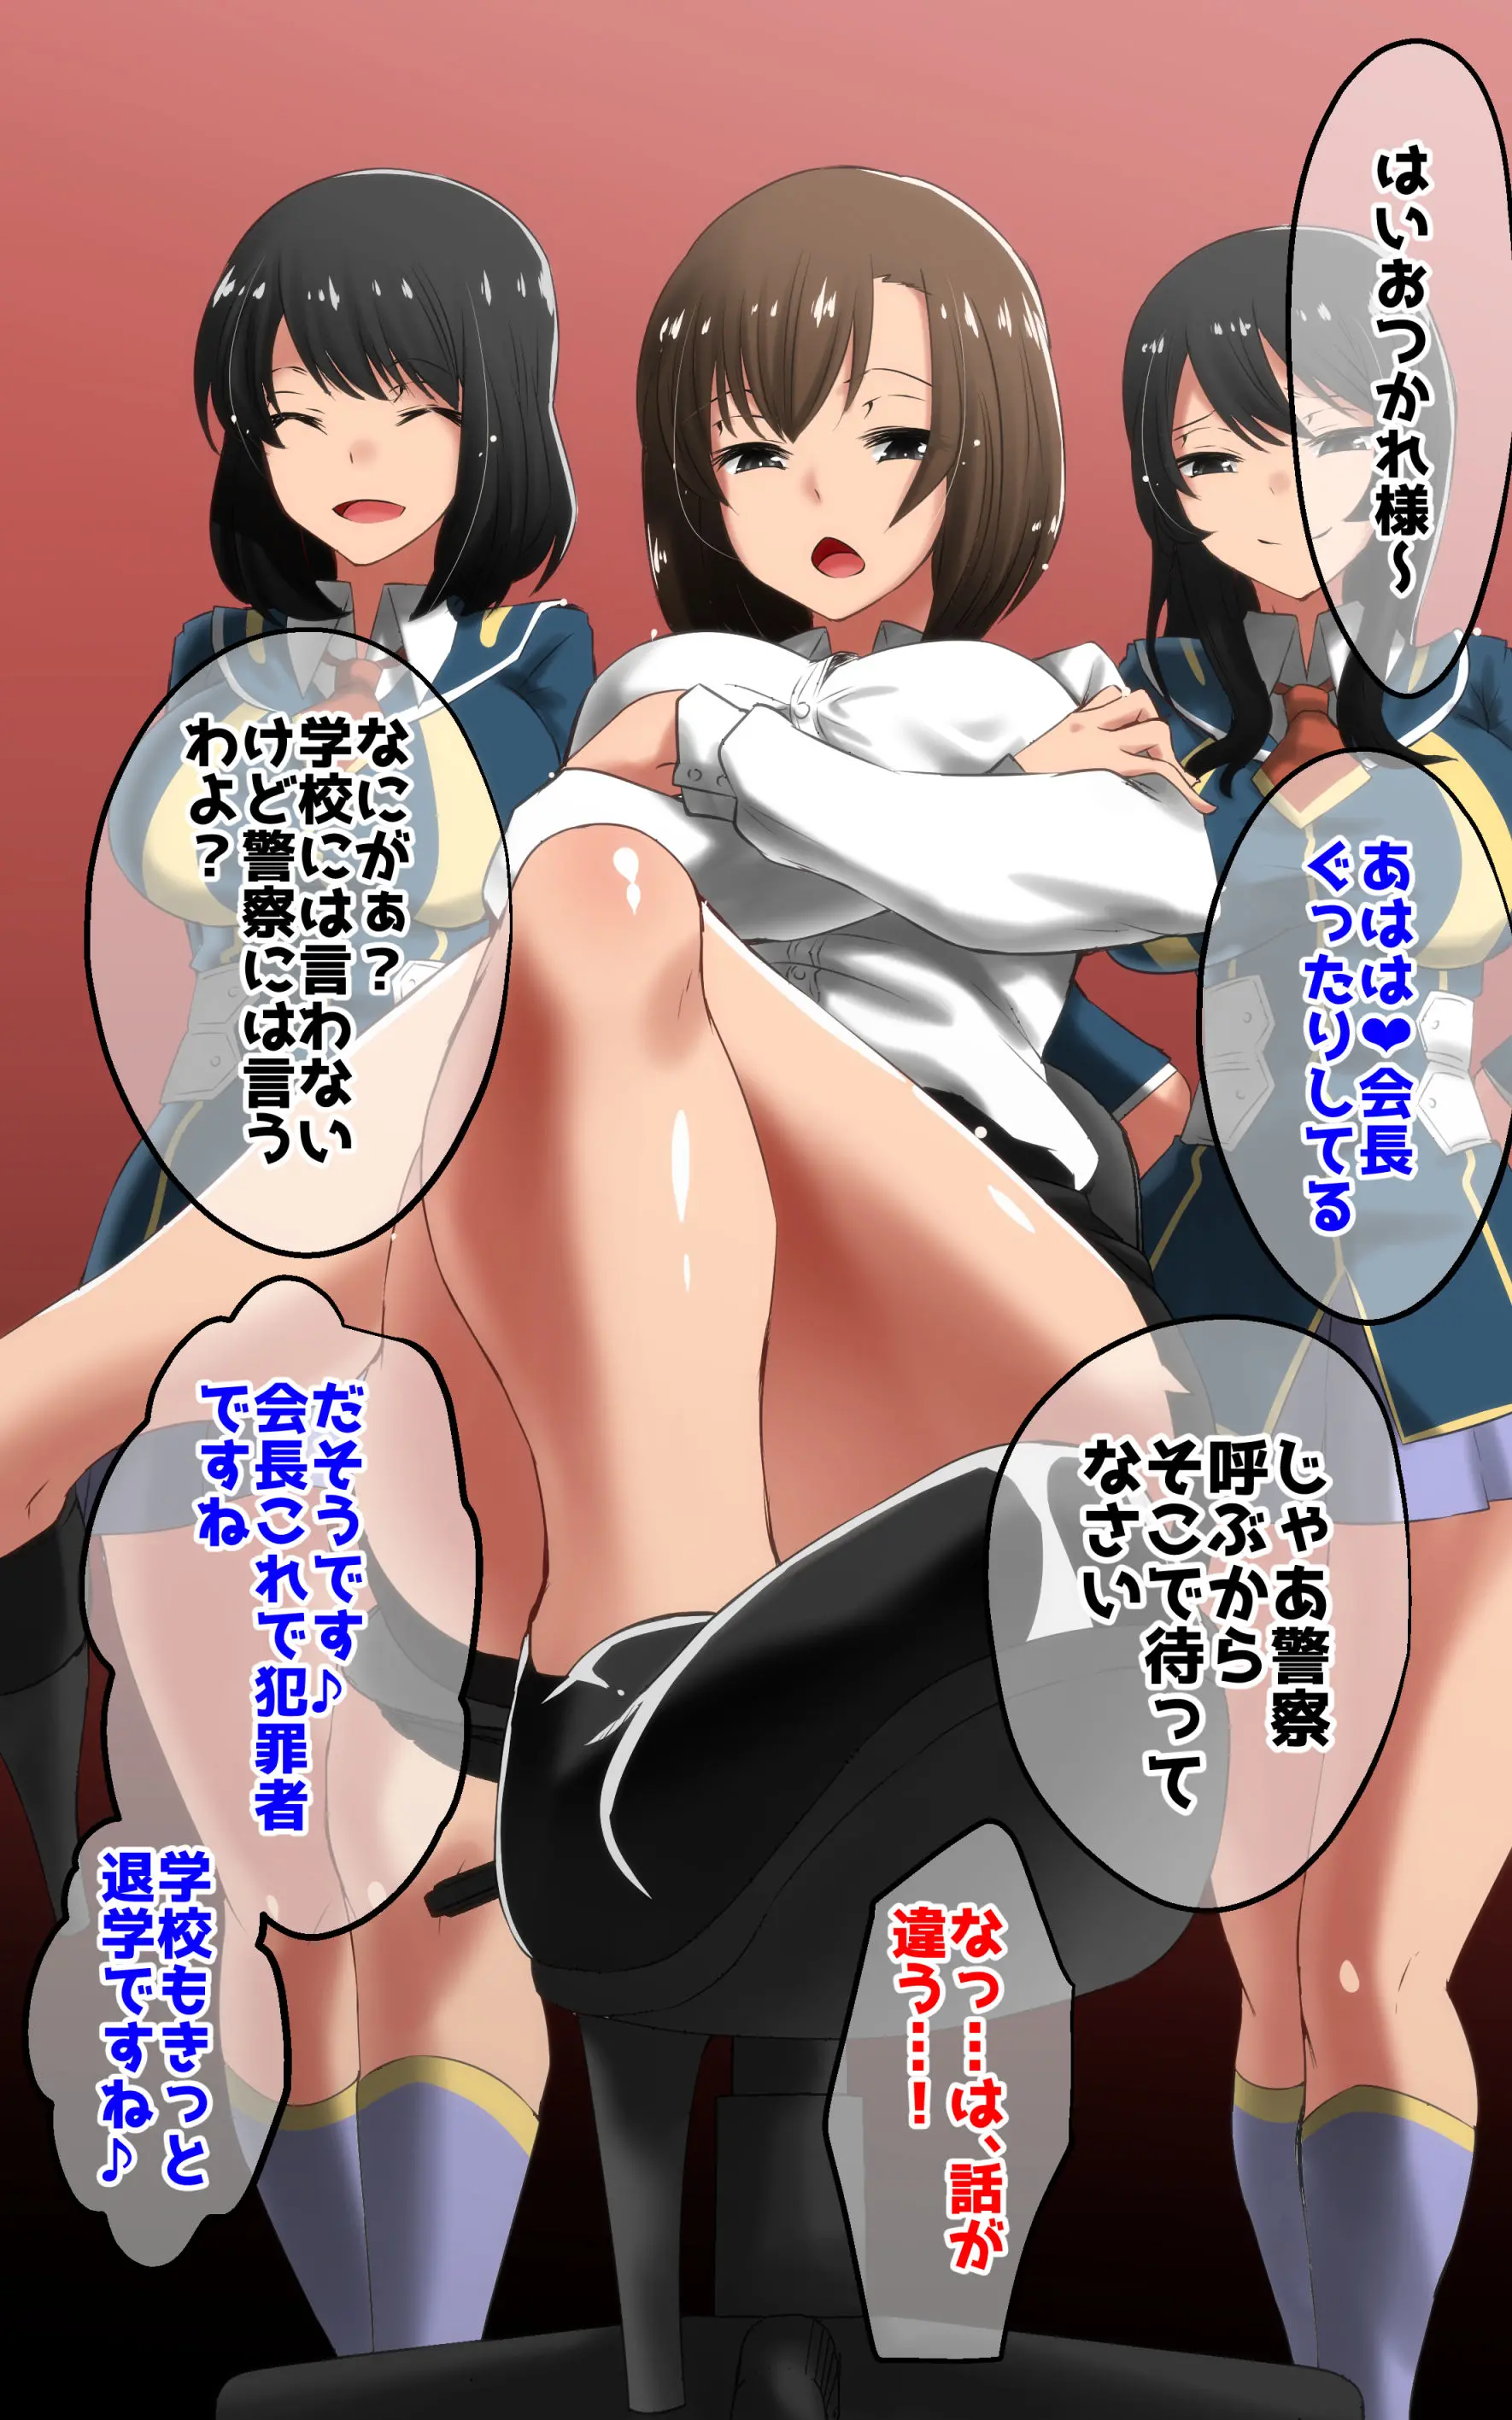 はいおつかれ様～
あはは♥会長
ぐったりしてる
なにがぁ？
学校には言わない
けど警察には言う
わよ？
じゃあ警察
呼ぶから
そこで待って
なさい
だそうです♪
会長これで犯罪者
ですね
学校もきっと
退学ですね♪
なっ…は、話が
違う…！